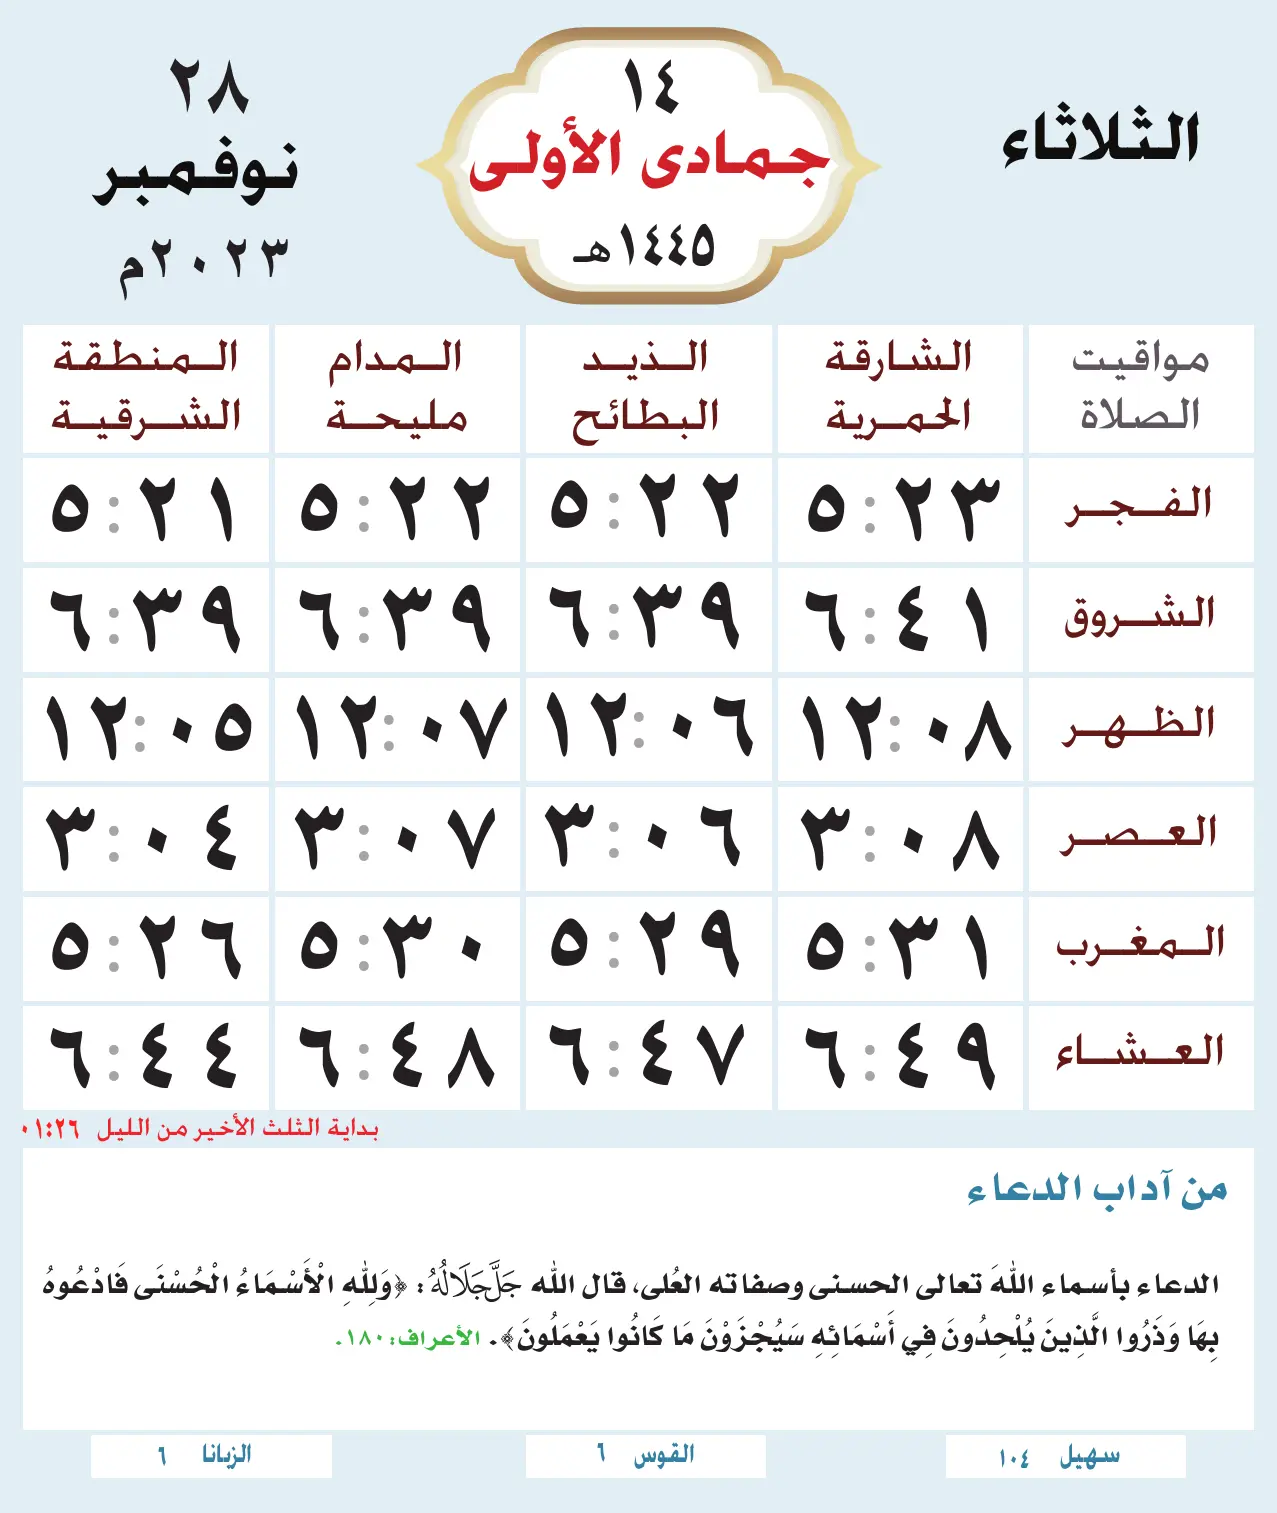 الثلاثاء
١٤
جمادى الأولى
١٤٤٥هـ
٢٨
نوفمبر
٢٠٢٣م
مواقيت الصلاة
الشارقة الحمرية
الذيد البطائح
المدام مليحة
المنطقة الشرقية
الفجر ٥:٢٣ ٥:٢٢ ٥:٢٢ ٥:٢١
الشروق ٦:٤١ ٦:٣٩ ٦:٣٩ ٦:٣٩
الظهر ١٢:٠٨ ١٢:٠٦ ١٢:٠٧ ١٢:٠٥
العصر ٣:٠٨ ٣:٠٦ ٣:٠٧ ٣:٠٤
المغرب ٥:٣١ ٥:٢٩ ٥:٣٠ ٥:٢٦
العشاء ٦:٤٩ ٦:٤٧ ٦:٤٨ ٦:٤٤
بداية الثلث الأخير من الليل ٠١:٢٦
من آداب الدعاء
الدعاء بأسماء اللهَ تعالى الحسنى وصفاته العُلى، قال الله جَلَّ جَلَالُهُ: ﴿وَلِلهِ الْأَسْمَاءُ الْحُسْنَى فَادْعُوهُ
بِهَا وَذَرُوا الَّذِينَ يُلْحِدُونَ فِي أَسْمَائِهِ سَيُجْزَوْنَ مَا كَانُوا يَعْمَلُونَ﴾. الأعراف: ١٨٠.
سهيل ١٠٤
القوس ٦
الزبانا ٦